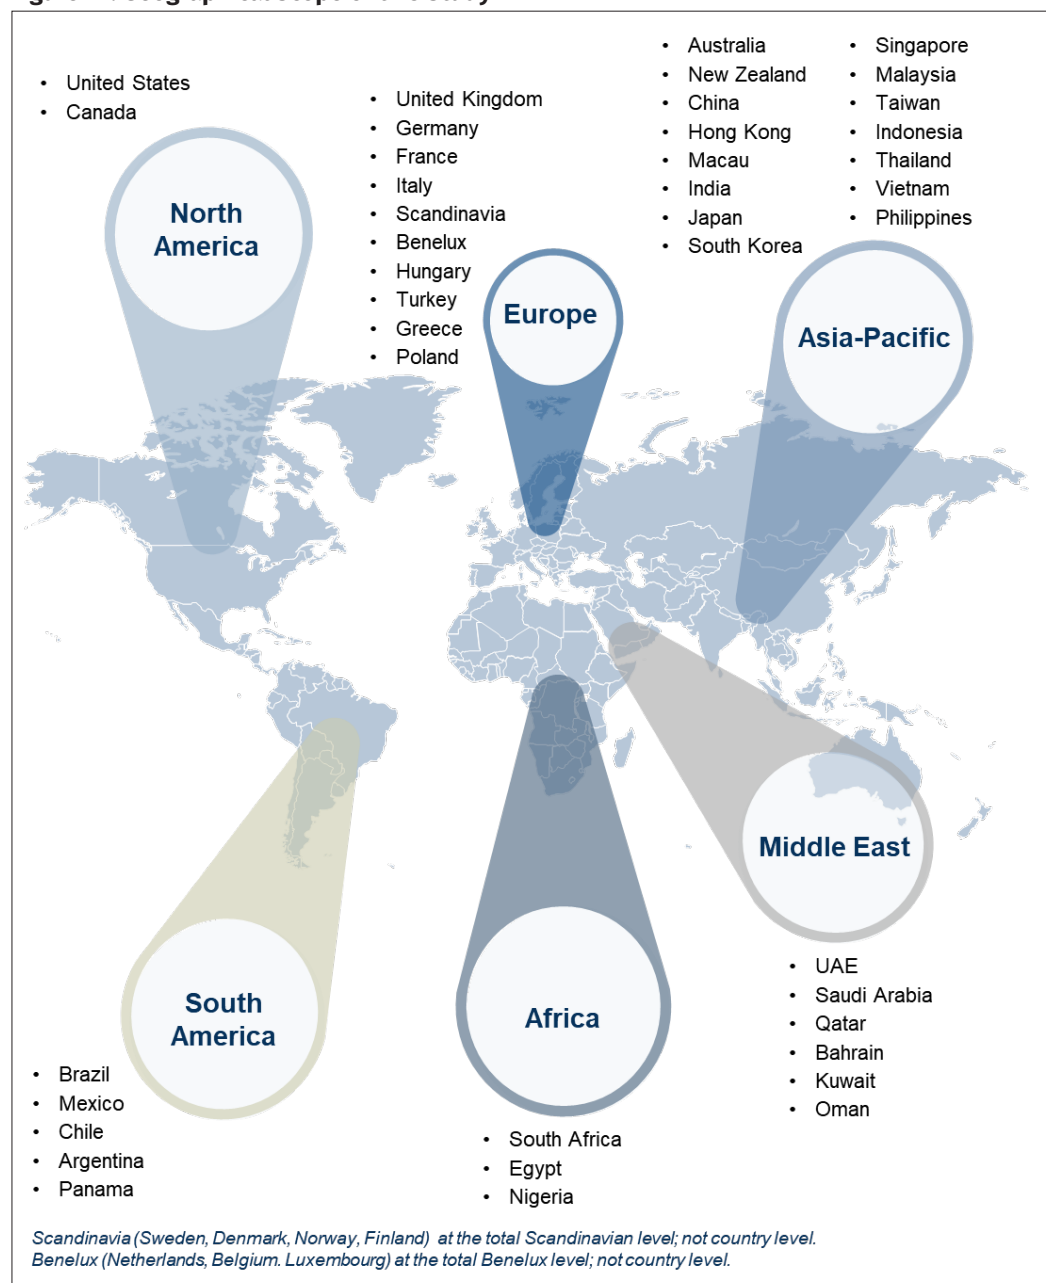 • United States
• Canada
North
America
• United Kingdom
• Germany
• France
• Italy
• Scandinavia
• Benelux
• Hungary
• Turkey
• Greece
• Poland
Europe
• Australia
• New Zealand
• China
• Hong Kong
• Macau
• India
• Japan
• South Korea
• Singapore
• Malaysia
• Taiwan
• Indonesia
• Thailand
• Vietnam
• Philippines
Asia-Pacific
South
America
• Brazil
• Mexico
• Chile
• Argentina
• Panama
Africa
• South Africa
• Egypt
• Nigeria
Middle East
• UAE
• Saudi Arabia
• Qatar
• Bahrain
• Kuwait
• Oman
Scandinavia (Sweden, Denmark, Norway, Finland) at the total Scandinavian level; not country level.
Benelux (Netherlands, Belgium. Luxembourg) at the total Benelux level; not country level.